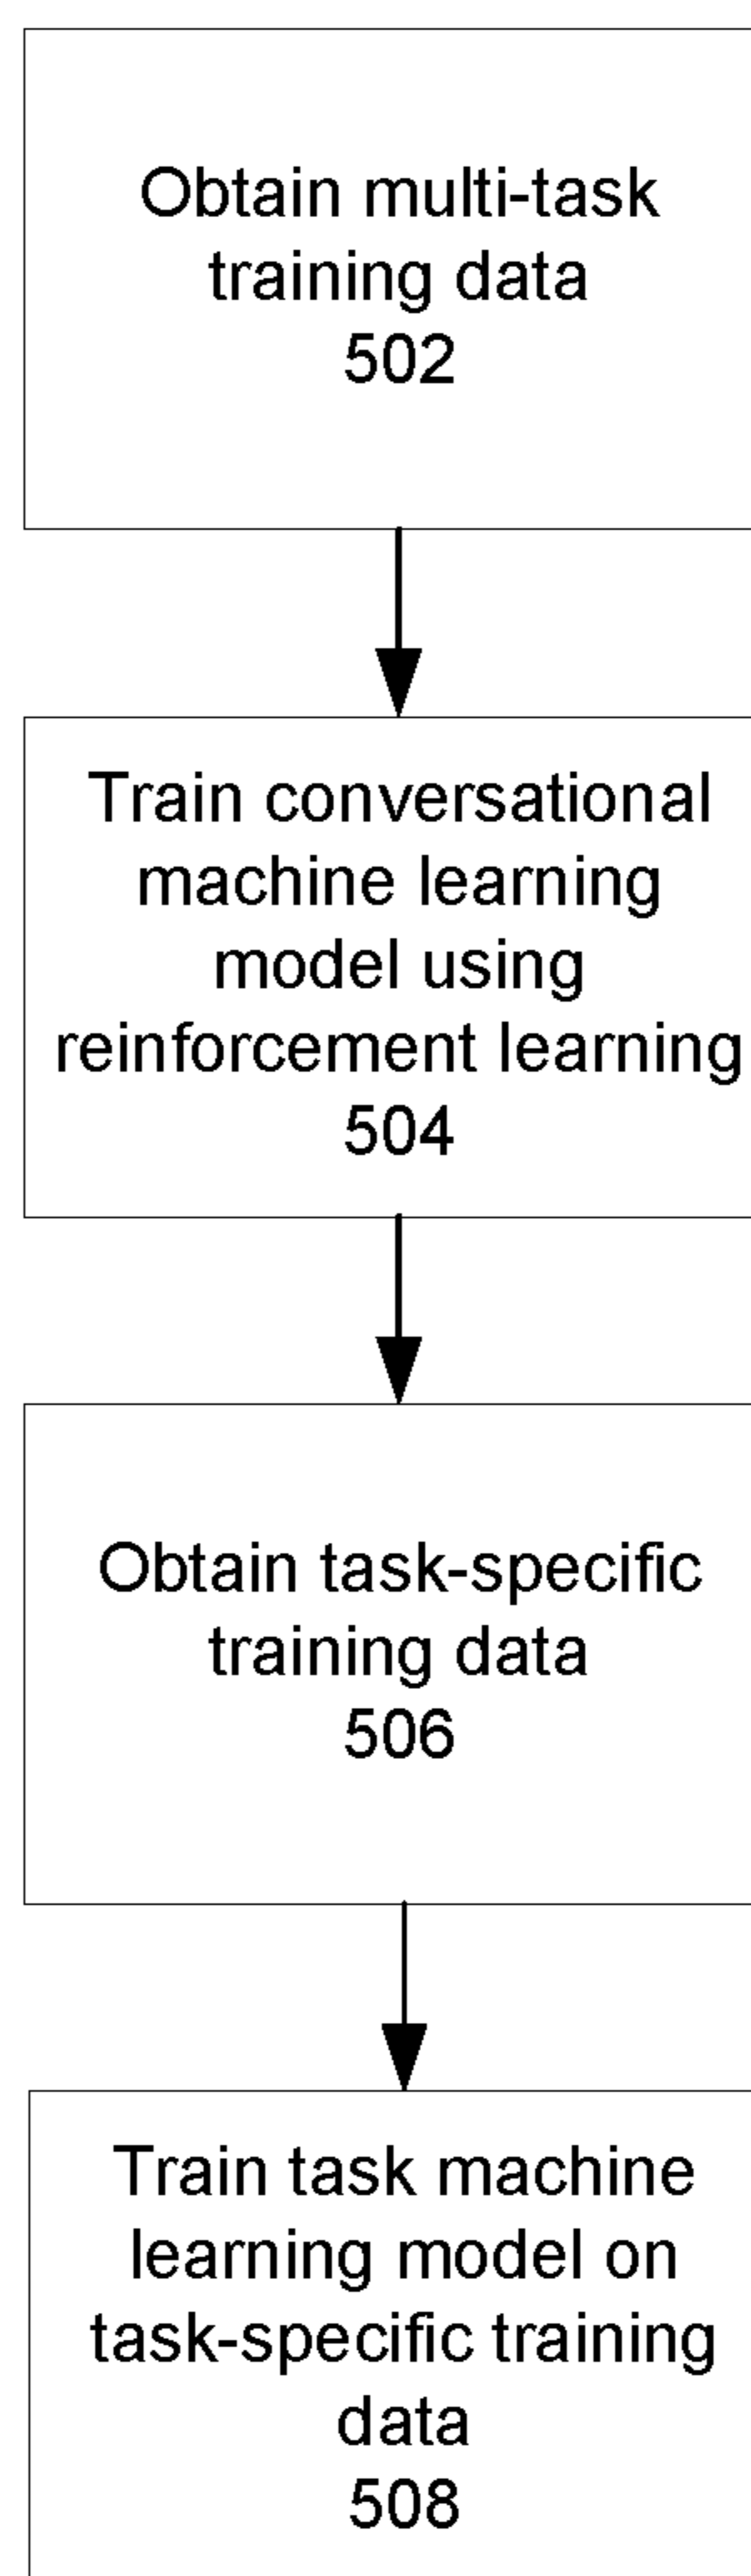 Obtain multi-task
training data
502
Train conversational
machine learning
model using
reinforcement learning
504
Obtain task-specific
training data
506
Train task machine
learning model on
task-specific training
data
508